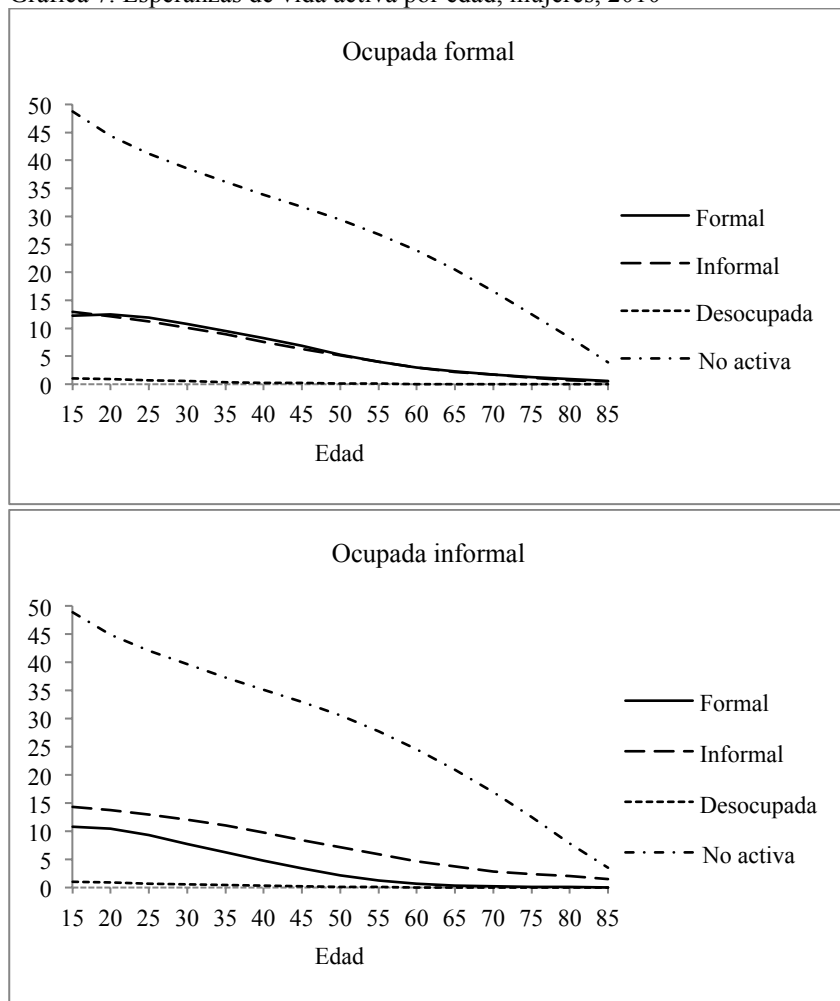 Gráfica 7. Esperanzas de vida activa por edad, mujeres, 2010
Ocupada formal
50
45
40
35
30
25
20
15
10
5
0
15 20 25 30 35 40 45 50 55 60 65 70 75 80 85
Edad
Formal
Informal
Desocupada
No activa
Ocupada informal
50
45
40
35
30
25
20
15
10
5
0
15 20 25 30 35 40 45 50 55 60 65 70 75 80 85
Edad
Formal
Informal
Desocupada
No activa